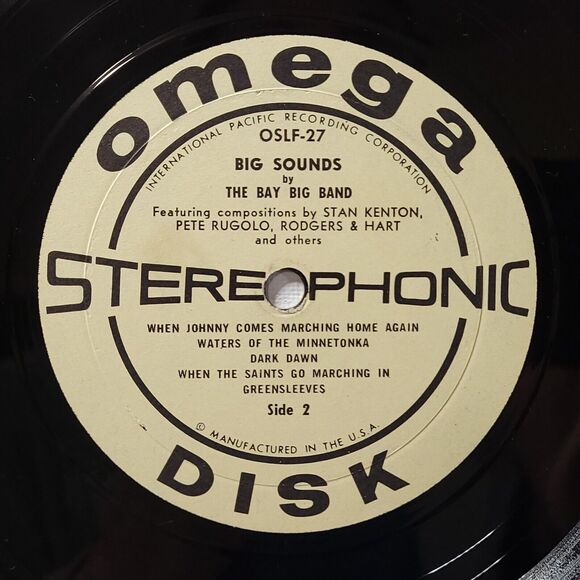 omega
INTERNATIONAL PACIFIC RECORDING CORPORATION
OSLF-27
BIG SOUNDS
by
THE BAY BIG BAND
Featuring compositions by STAN KENTON,
PETE RUGOLO, RODGERS & HART
and others
STEREOPHONIC
WHEN JOHNNY COMES MARCHING HOME AGAIN
WATERS OF THE MINNETONKA
DARK DAWN
WHEN THE SAINTS GO MARCHING IN
GREENSLEEVES
Side 2
© MANUFACTURED IN THE U.S.A.
DISK